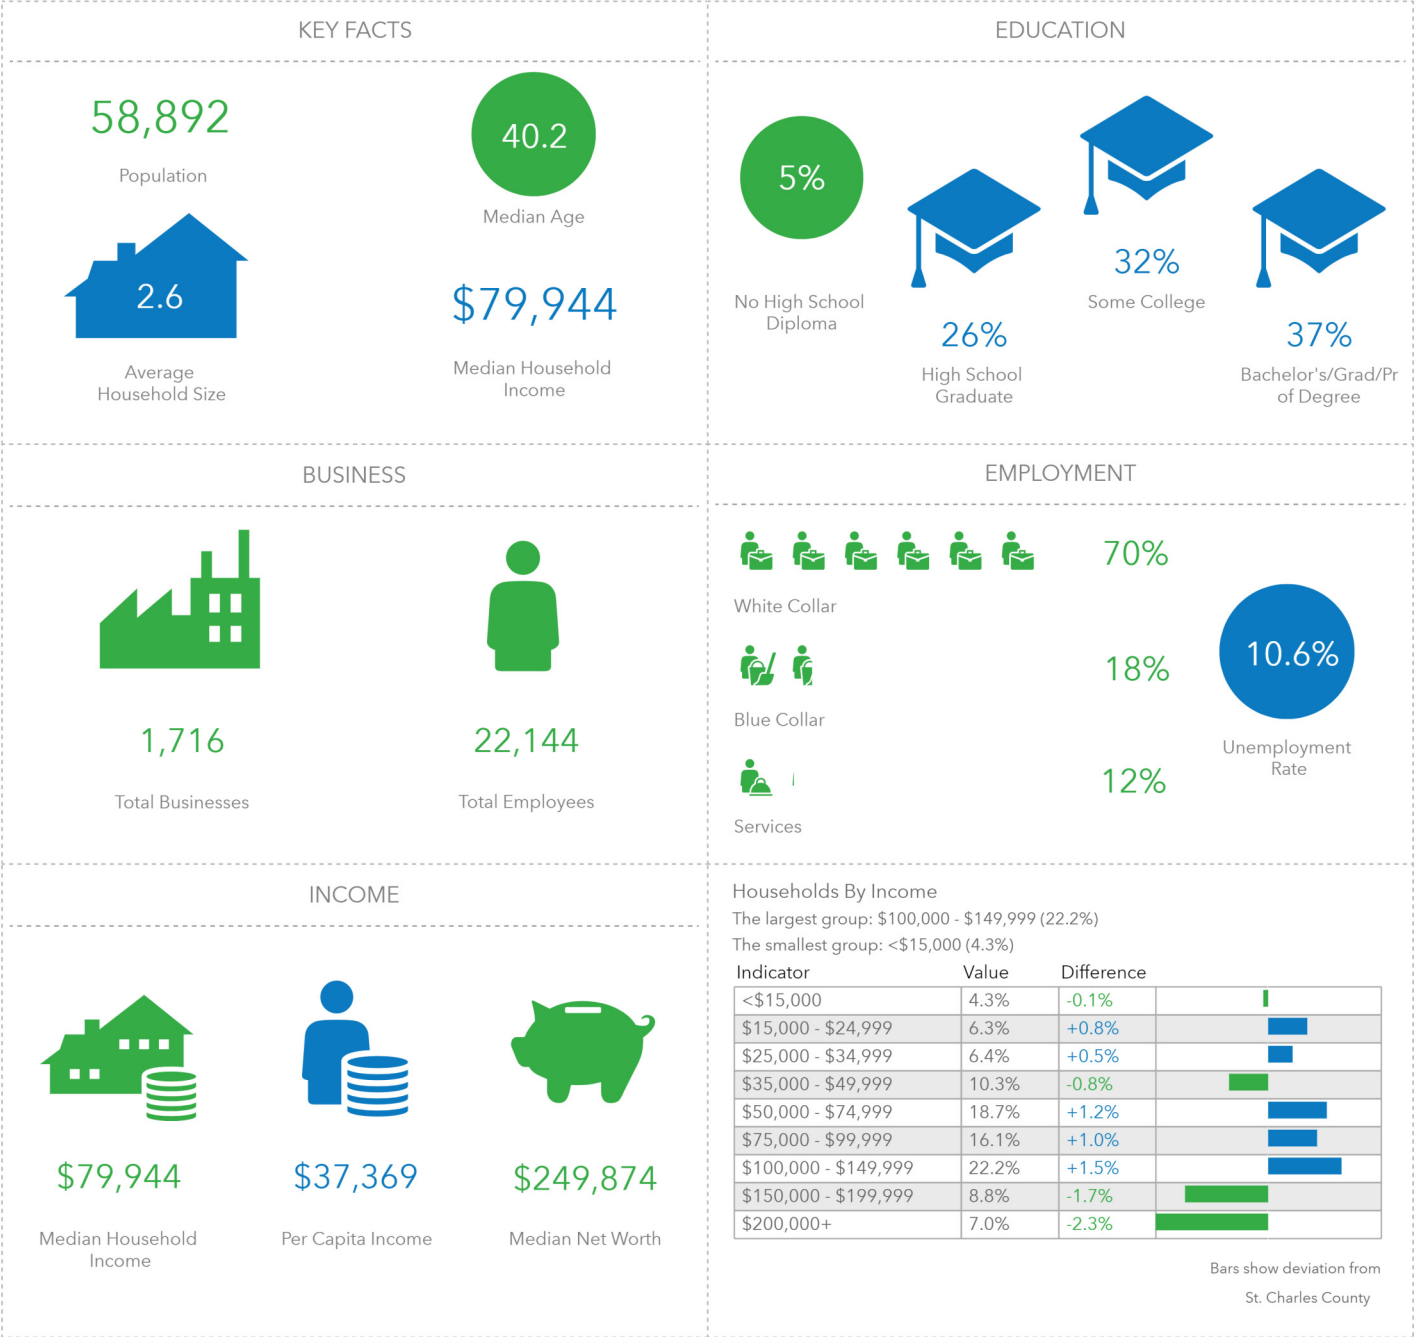 KEY FACTS
58,892
Population
40.2
Median Age
2.6
Average
Household Size
$79,944
Median Household
Income
EDUCATION
5%
No High School
Diploma
26%
High School
Graduate
32%
Some College
37%
Bachelor's/Grad/Pr
of Degree
BUSINESS
1,716
Total Businesses
22,144
Total Employees
EMPLOYMENT
70%
White Collar
18%
Blue Collar
12%
Services
10.6%
Unemployment
Rate
INCOME
$79,944
Median Household
Income
$37,369
Per Capita Income
$249,874
Median Net Worth
Households By Income
The largest group: $100,000 - $149,999 (22.2%)
The smallest group: <$15,000 (4.3%)
Indicator Value Difference
<$15,000 4.3% -0.1%
$15,000 - $24,999 6.3% +0.8%
$25,000 - $34,999 6.4% +0.5%
$35,000 - $49,999 10.3% -0.8%
$50,000 - $74,999 18.7% +1.2%
$75,000 - $99,999 16.1% +1.0%
$100,000 - $149,999 22.2% +1.5%
$150,000 - $199,999 8.8% -1.7%
$200,000+ 7.0% -2.3%
Bars show deviation from
St. Charles County